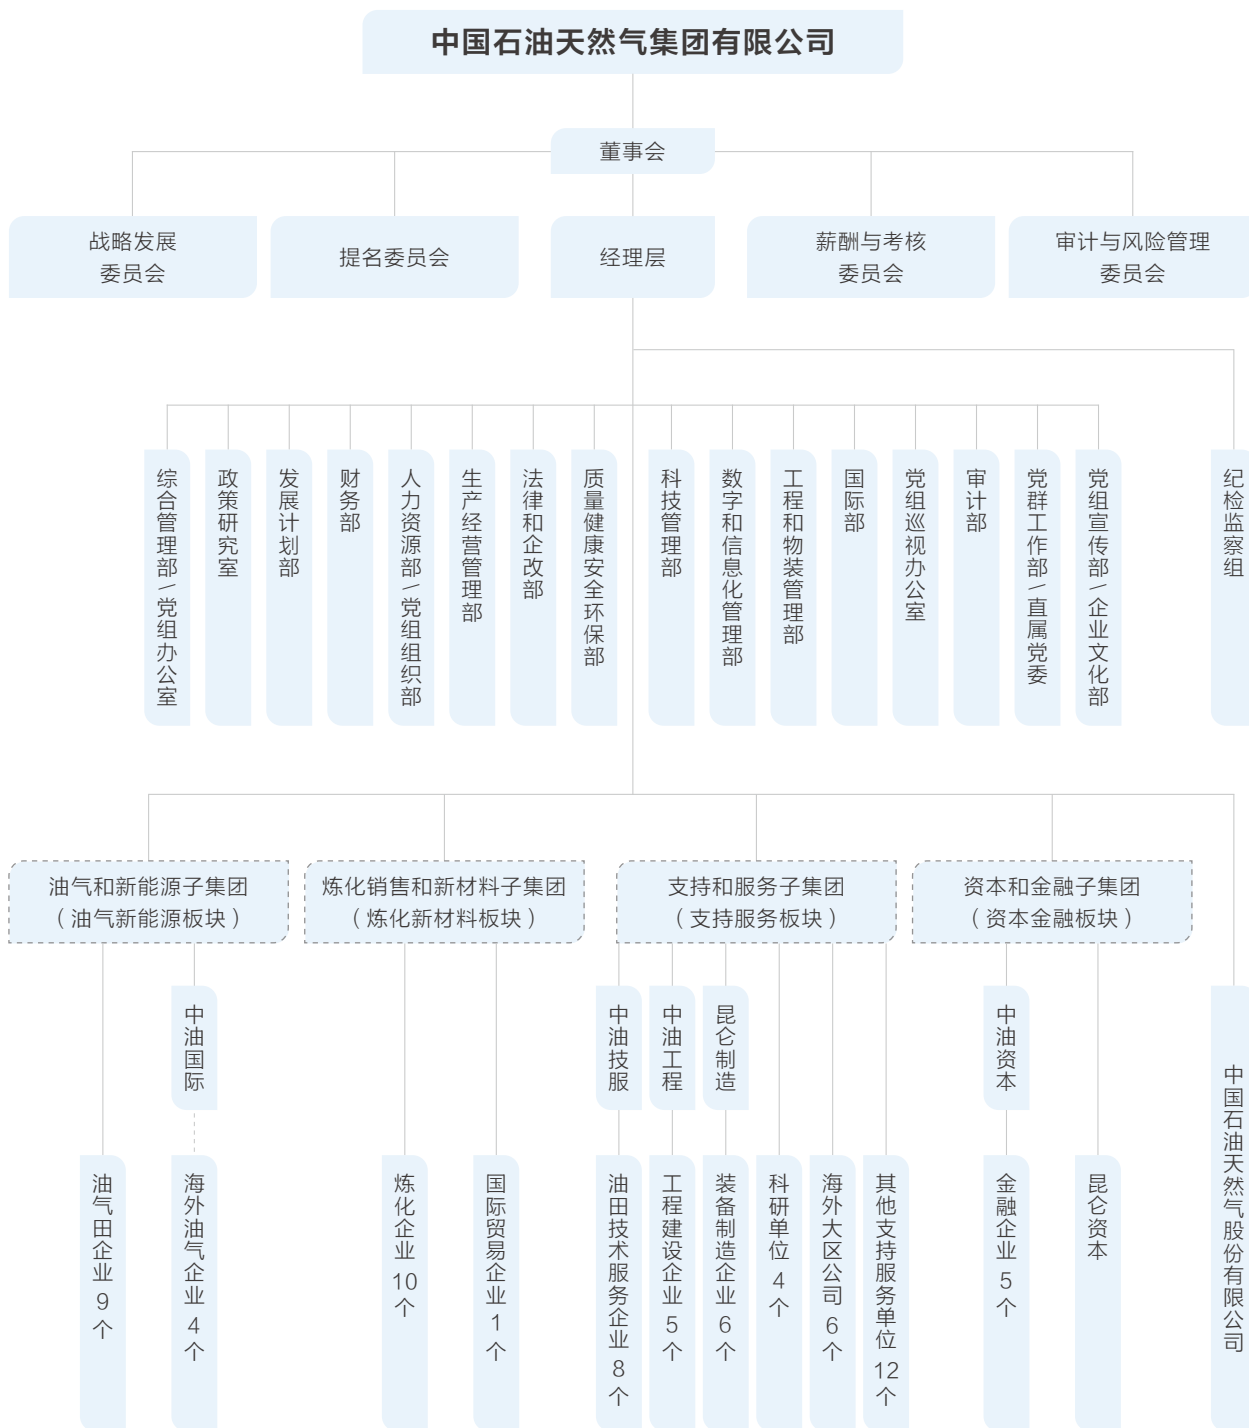 中国石油天然气集团有限公司
董事会
战略发展
委员会
提名委员会
经理层
薪酬与考核
委员会
审计与风险管理
委员会
综合管理部\党组办公室
政策研究室
发展计划部
财务部
人力资源部\党组组织部
生产经营管理部
法律和企改部
质量健康安全环保部
科技管理部
数字和信息化管理部
工程和物装管理部
国际部
党组巡视办公室
审计部
党群工作部\直属党委
党组宣传部\企业文化部
纪检监察组
油气和新能源子集团
（油气新能源板块）
炼化销售和新材料子集团
（炼化新材料板块）
支持和服务子集团
（支持服务板块）
资本和金融子集团
（资本金融板块）
中油国际
中油技服
中油工程
昆仑制造
中油资本
中国石油天然气股份有限公司
油气田企业9个
海外油气企业4个
炼化企业10个
国际贸易企业1个
油田技术服务企业8个
工程建设企业5个
装备制造企业6个
科研单位4个
海外大区公司6个
其他支持服务单位12个
金融企业5个
昆仑资本